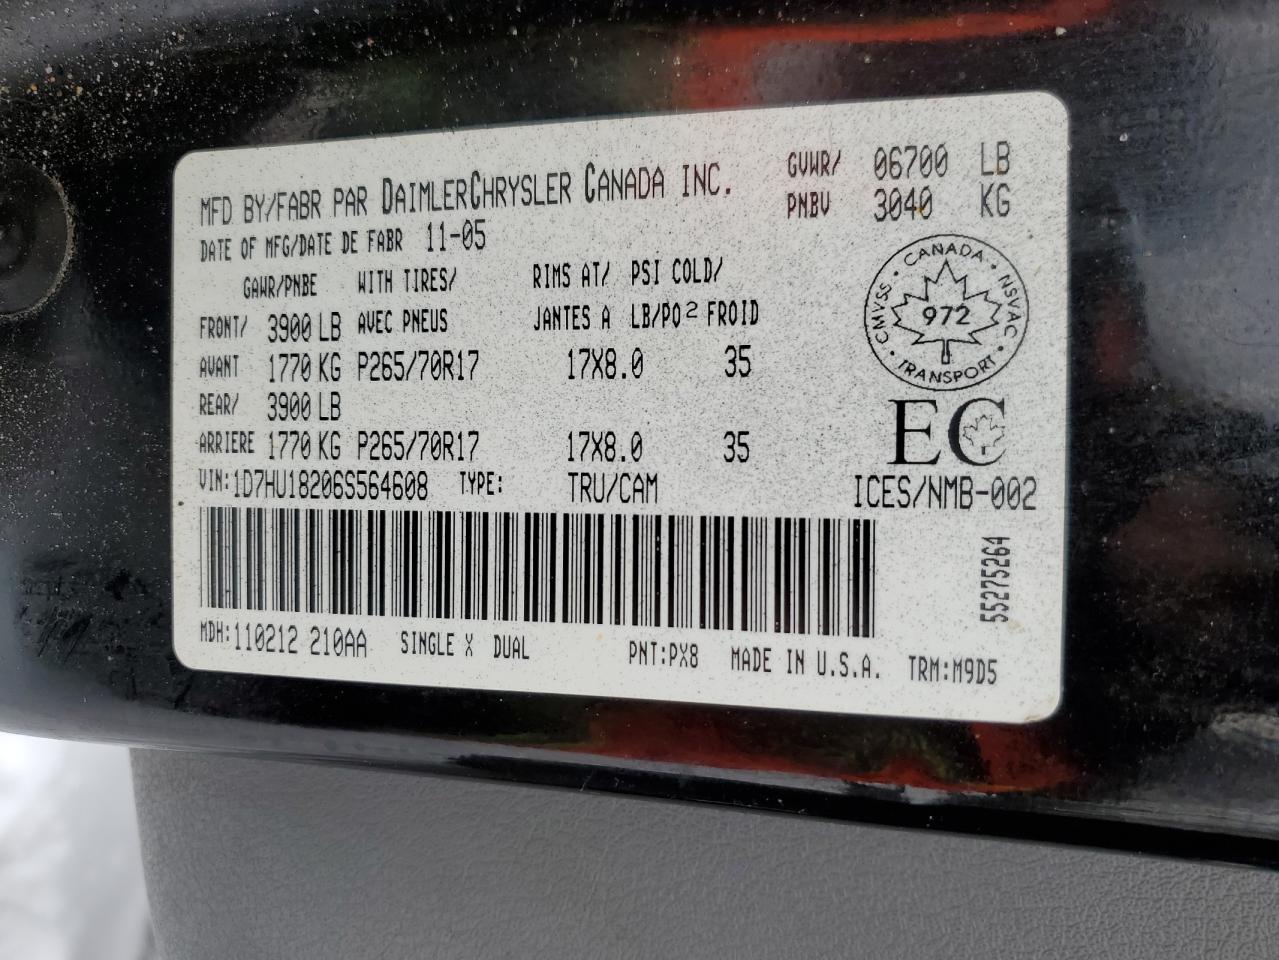 MFD BY/FABR PAR DAIMLERCHRYSLER CANADA INC.
GVWR/ 06700 LB
PNBV 3040 KG
DATE OF MFG/DATE DE FABR 11-05
GAWR/PNBE WITH TIRES/ RIMS AT/ PSI COLD/
FRONT/ 3900 LB AVEC PNEUS JANTES A LB/PO² FROID
AVANT 1770 KG P265/70R17 17X8.0 35
REAR/ 3900 LB
ARRIERE 1770 KG P265/70R17 17X8.0 35
CANADA · NSVAC · TRANSPORT · CMVSS ·
972
EC
VIN: 1D7HU18206S564608 TYPE: TRU/CAM ICES/NMB-002
55275264
MDH: 110212 210AA SINGLE X DUAL PNT: PX8 MADE IN U.S.A. TRM: M9D5